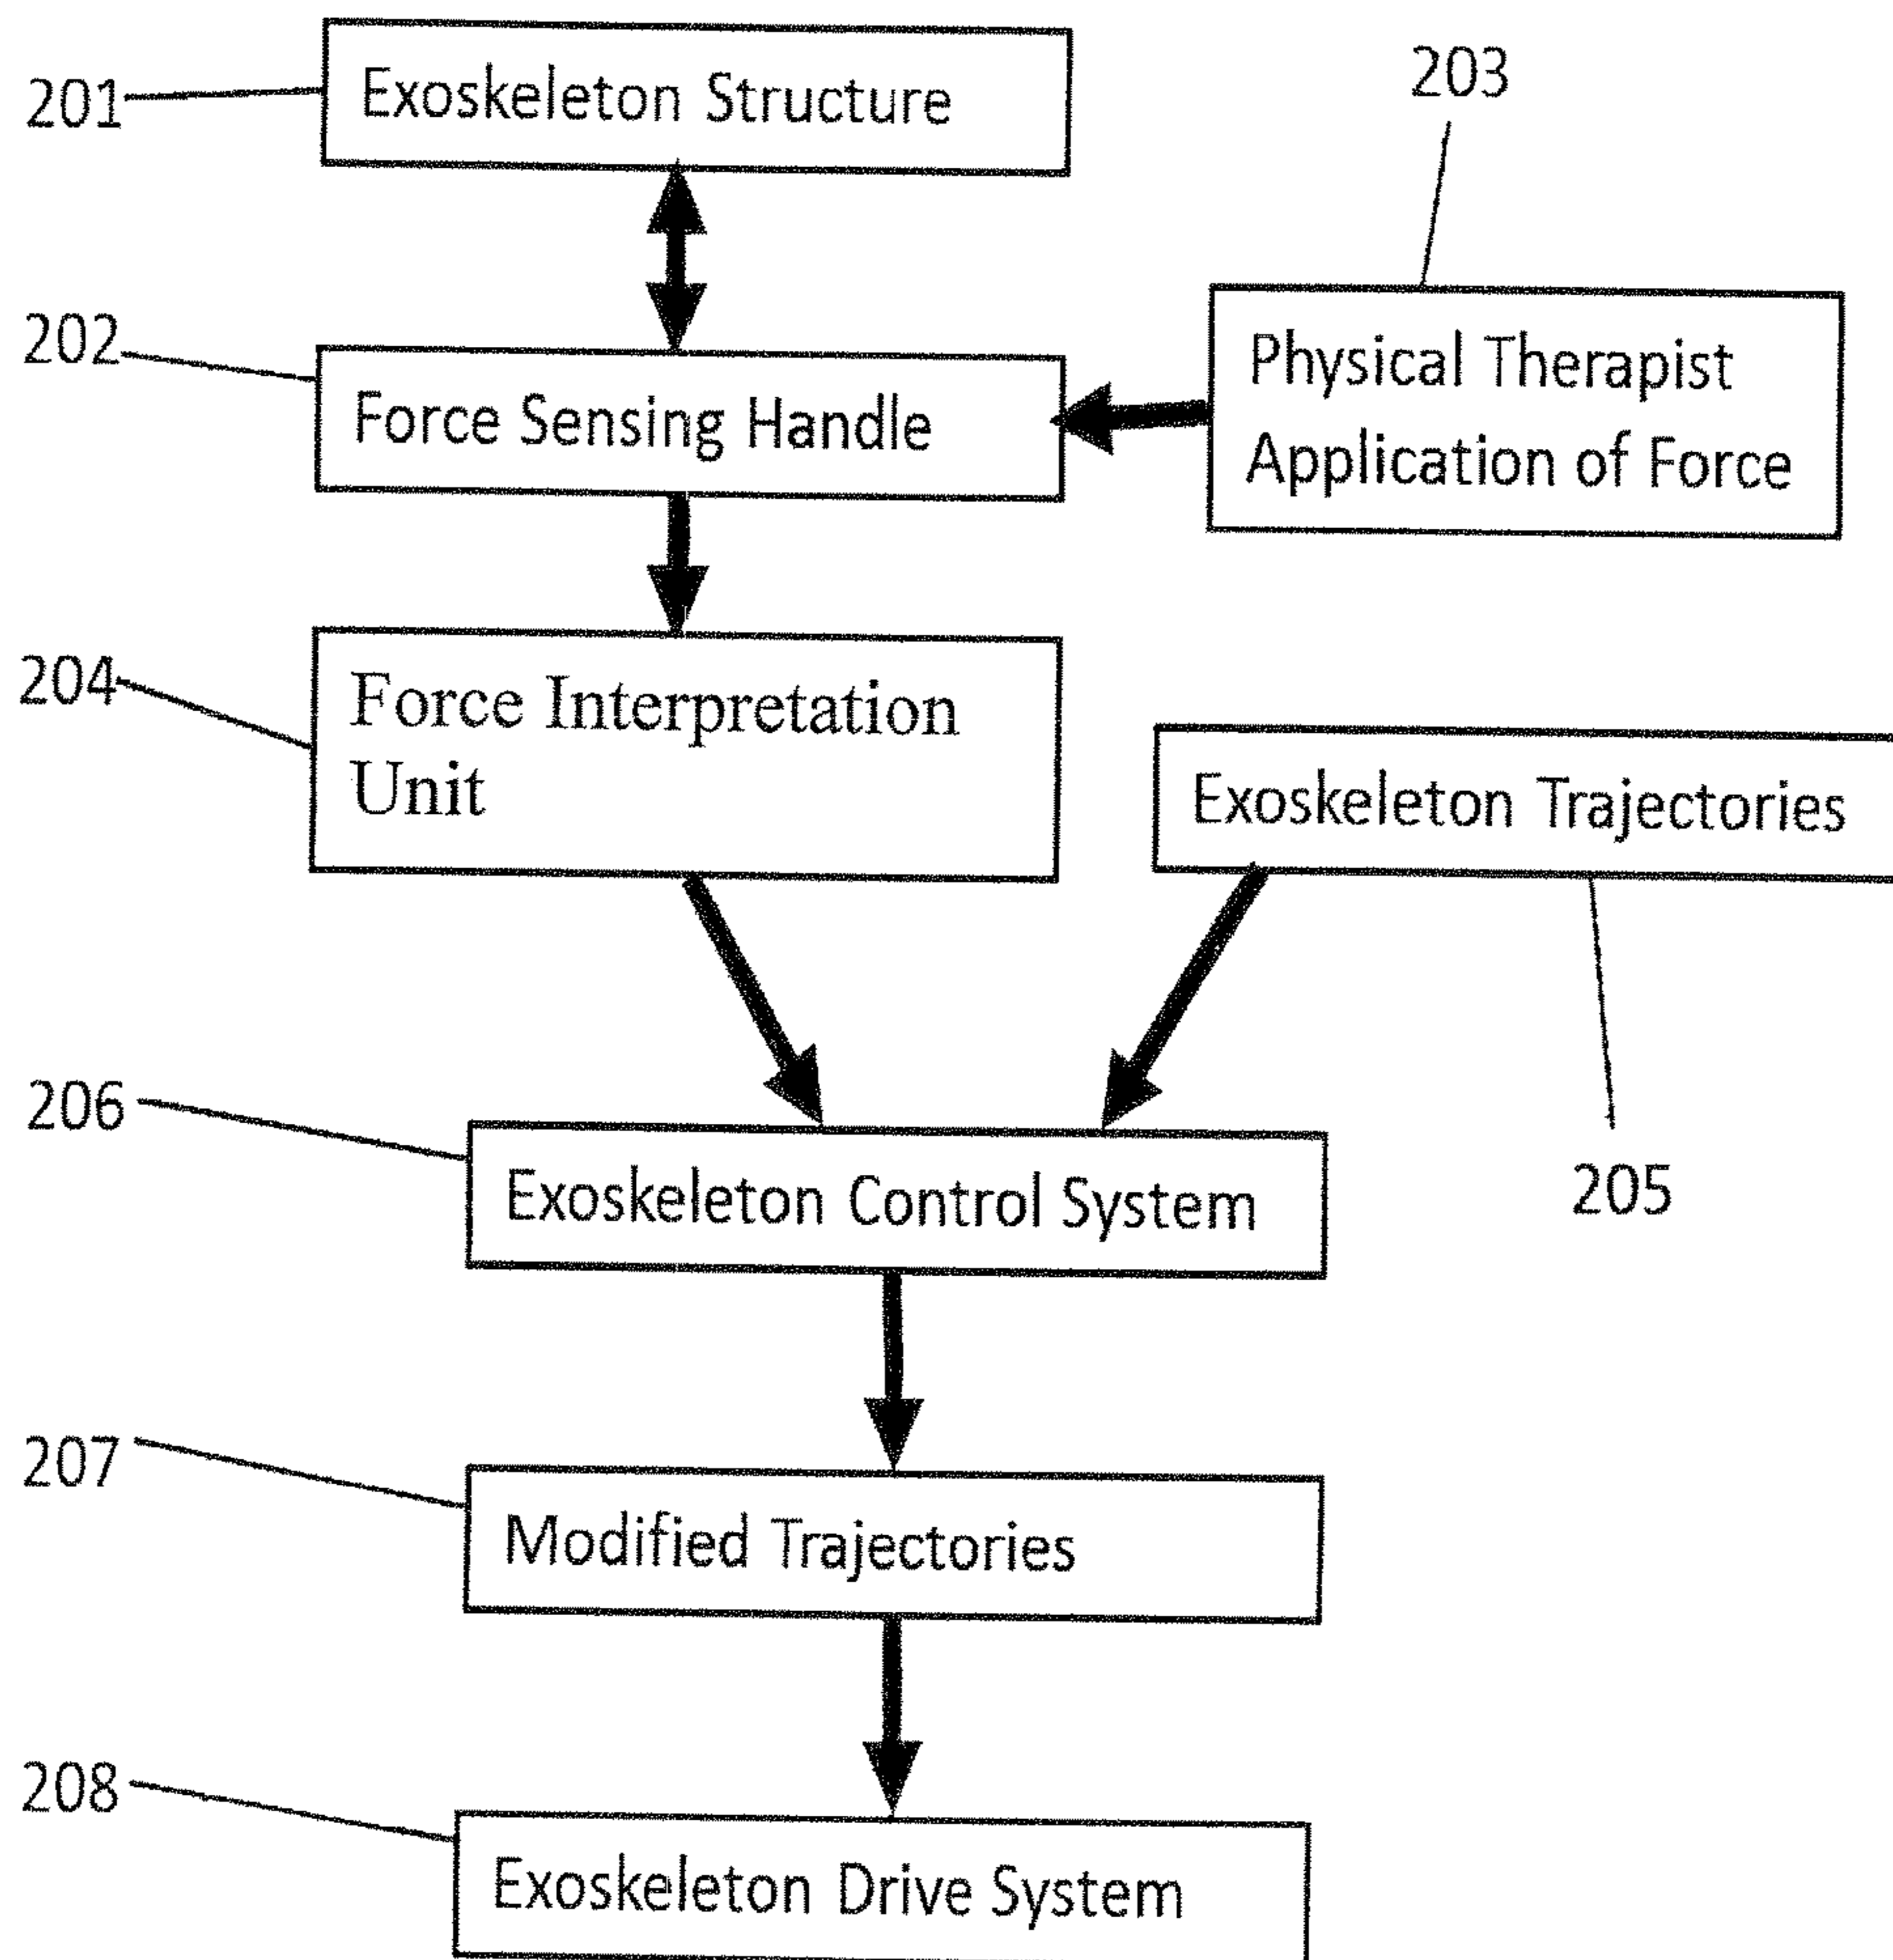 201
Exoskeleton Structure
203
202
Force Sensing Handle
Physical Therapist
Application of Force
204
Force Interpretation
Unit
Exoskeleton Trajectories
206
Exoskeleton Control System
205
207
Modified Trajectories
208
Exoskeleton Drive System